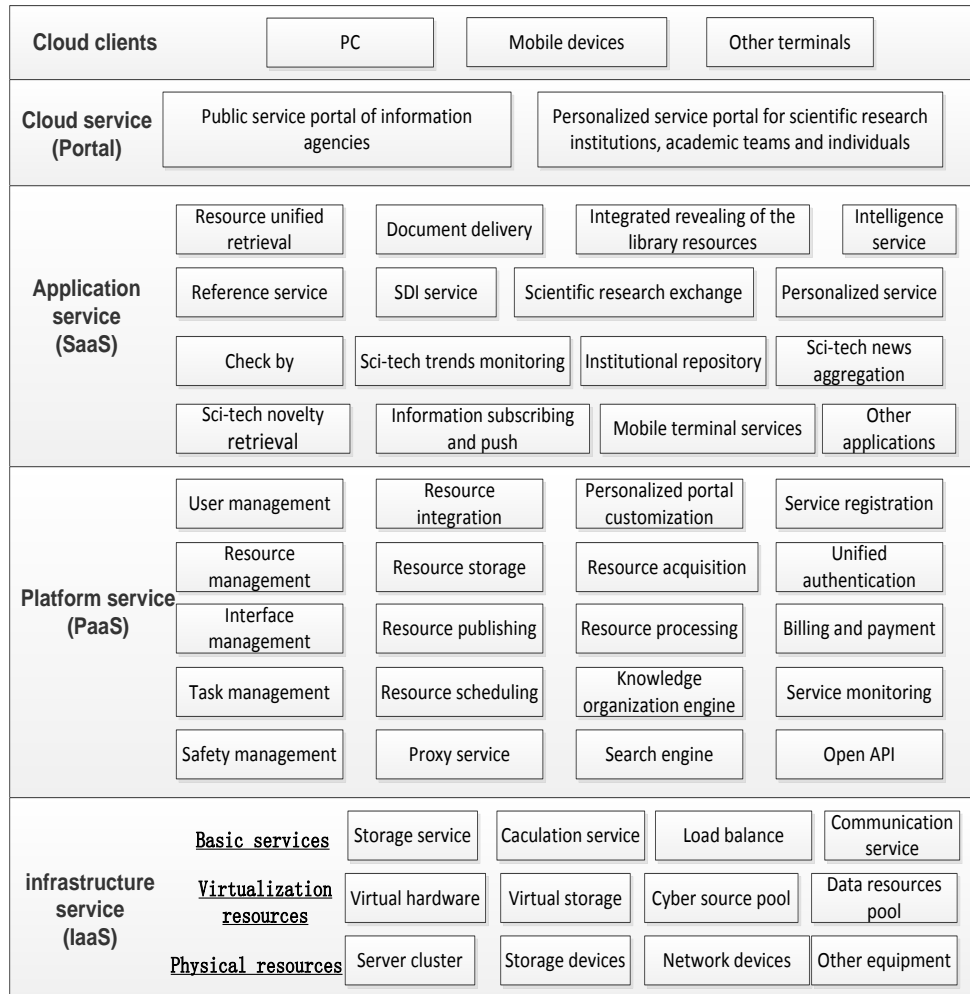 Cloud clients
PC
Mobile devices
Other terminals
Cloud service
(Portal)
Public service portal of information
agencies
Personalized service portal for scientific research
institutions, academic teams and individuals
Application
service
(SaaS)
Resource unified
retrieval
Document delivery
Integrated revealing of the
library resources
Intelligence
service
Reference service
SDI service
Scientific research exchange
Personalized service
Check by
Sci-tech trends monitoring
Institutional repository
Sci-tech news
aggregation
Sci-tech novelty
retrieval
Information subscribing
and push
Mobile terminal services
Other
applications
Platform service
(PaaS)
User management
Resource
integration
Personalized portal
customization
Service registration
Resource
management
Resource storage
Resource acquisition
Unified
authentication
Interface
management
Resource publishing
Resource processing
Billing and payment
Task management
Resource scheduling
Knowledge
organization engine
Service monitoring
Safety management
Proxy service
Search engine
Open API
infrastructure
service
(IaaS)
Basic services
Storage service
Caculation service
Load balance
Communication
service
Virtualization
resources
Virtual hardware
Virtual storage
Cyber source pool
Data resources
pool
Physical resources
Server cluster
Storage devices
Network devices
Other equipment